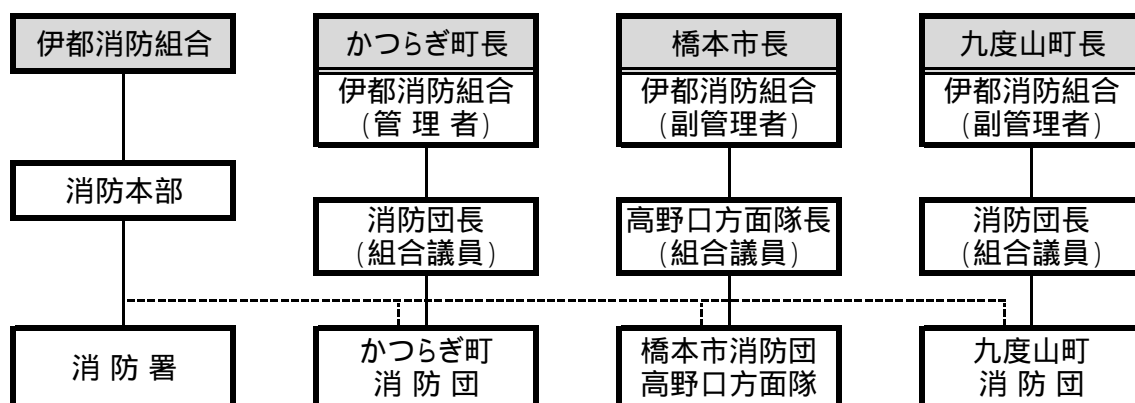 伊都消防組合
かつらぎ町長
橋本市長
九度山町長
伊都消防組合
(管 理 者)
伊都消防組合
(副管理者)
伊都消防組合
(副管理者)
消防本部
消防団長
(組合議員)
高野口方面隊長
(組合議員)
消防団長
(組合議員)
消 防 署
かつらぎ町
消 防 団
橋本市消防団
高野口方面隊
九度山町
消 防 団